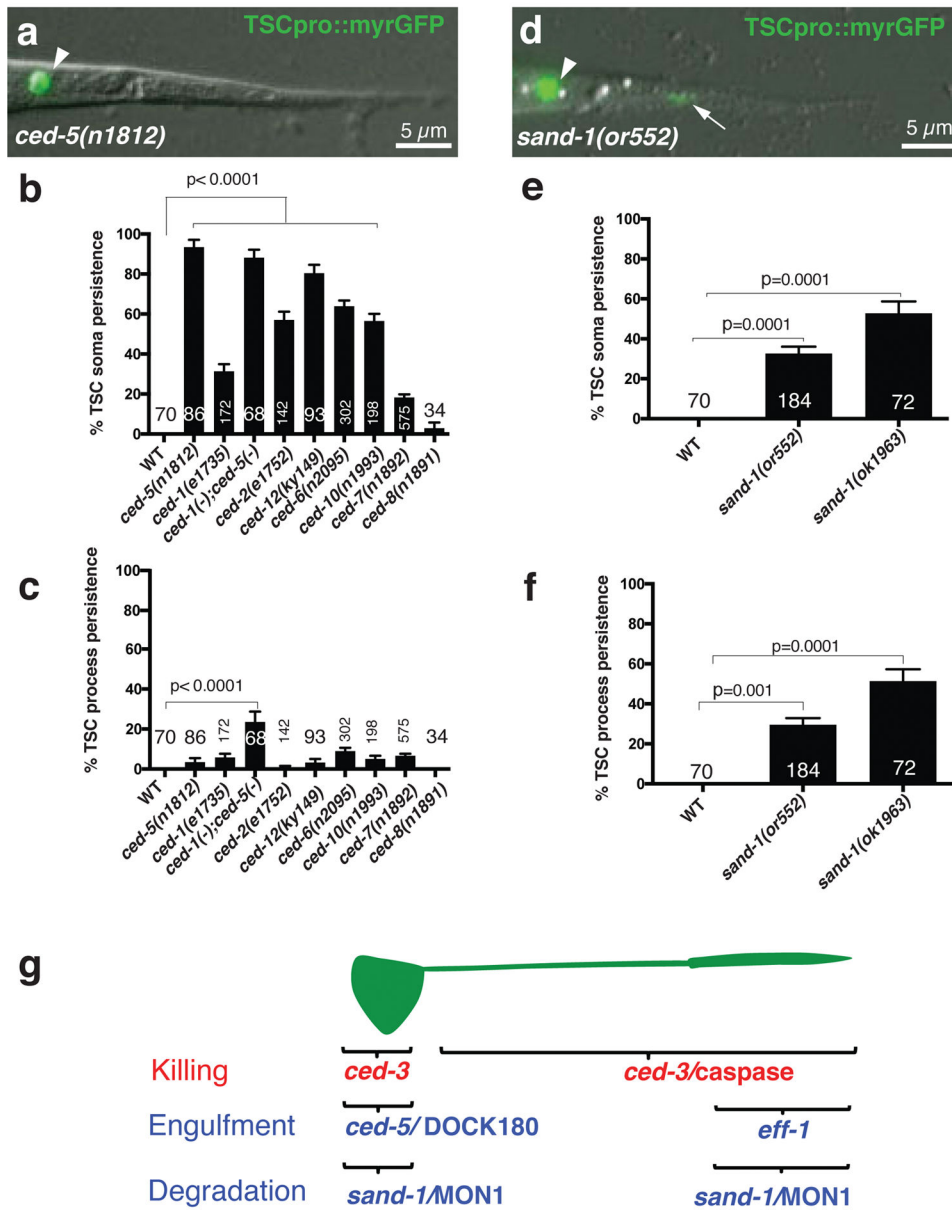 a
TSCpro::myrGFP
ced-5(n1812)
5 µm
d
TSCpro::myrGFP
sand-1(or552)
5 µm
b
p< 0.0001
% TSC soma persistence
100
80
60
40
20
0
70 86 172 68 142 93 302 198 575 34
WT
ced-5(n1812)
ced-1(e1735)
ced-1(-);ced-5(-)
ced-2(e1752)
ced-12(ky149)
ced-6(n2095)
ced-10(n1993)
ced-7(n1892)
ced-8(n1891)
e
% TSC soma persistence
100
80
60
40
20
0
p=0.0001
p=0.0001
70 184 72
WT
sand-1(or552)
sand-1(ok1963)
c
% TSC process persistence
100
80
60
40
20
0
p< 0.0001
70 86 172 68 142 93 302 198 575 34
WT
ced-5(n1812)
ced-1(e1735)
ced-1(-);ced-5(-)
ced-2(e1752)
ced-12(ky149)
ced-6(n2095)
ced-10(n1993)
ced-7(n1892)
ced-8(n1891)
f
% TSC process persistence
100
80
60
40
20
0
p=0.0001
p=0.001
70 184 72
WT
sand-1(or552)
sand-1(ok1963)
g
Killing ced-3 ced-3/caspase
Engulfment ced-5/DOCK180 eff-1
Degradation sand-1/MON1 sand-1/MON1